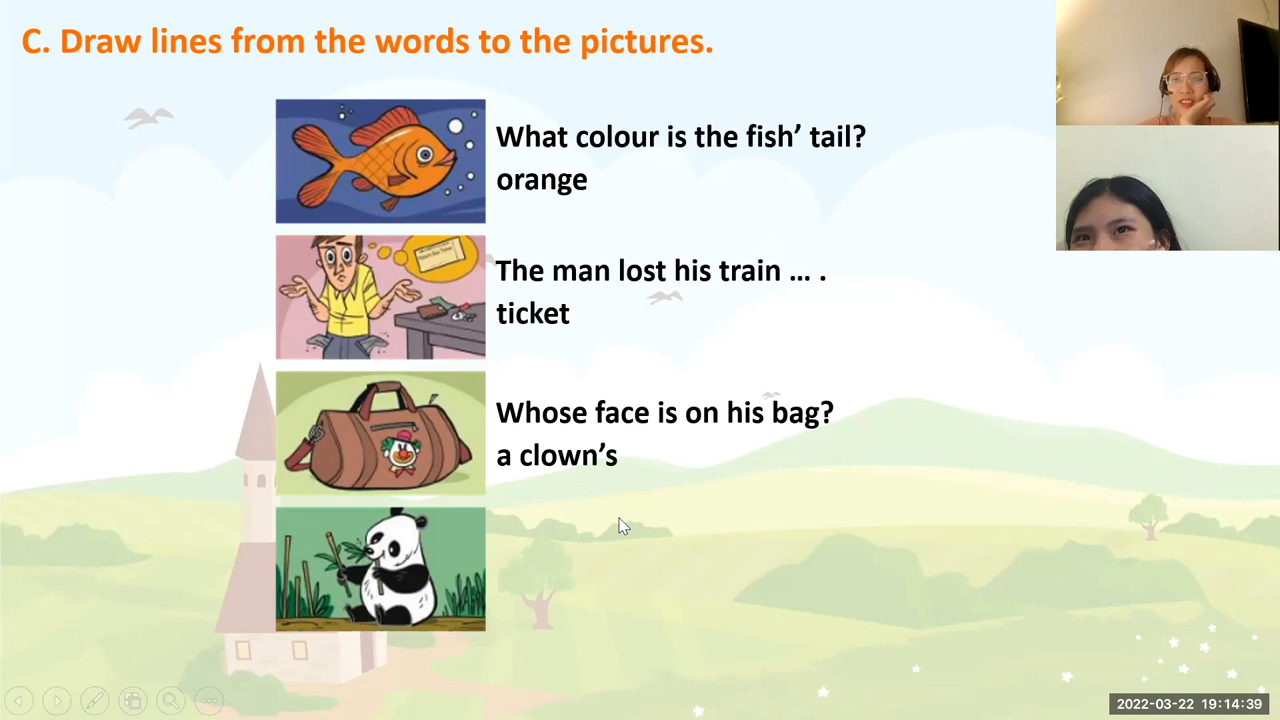 C. Draw lines from the words to the pictures.
What colour is the fish’ tail?
orange
The man lost his train ... .
ticket
Whose face is on his bag?
a clown’s
2022-03-22 19:14:39